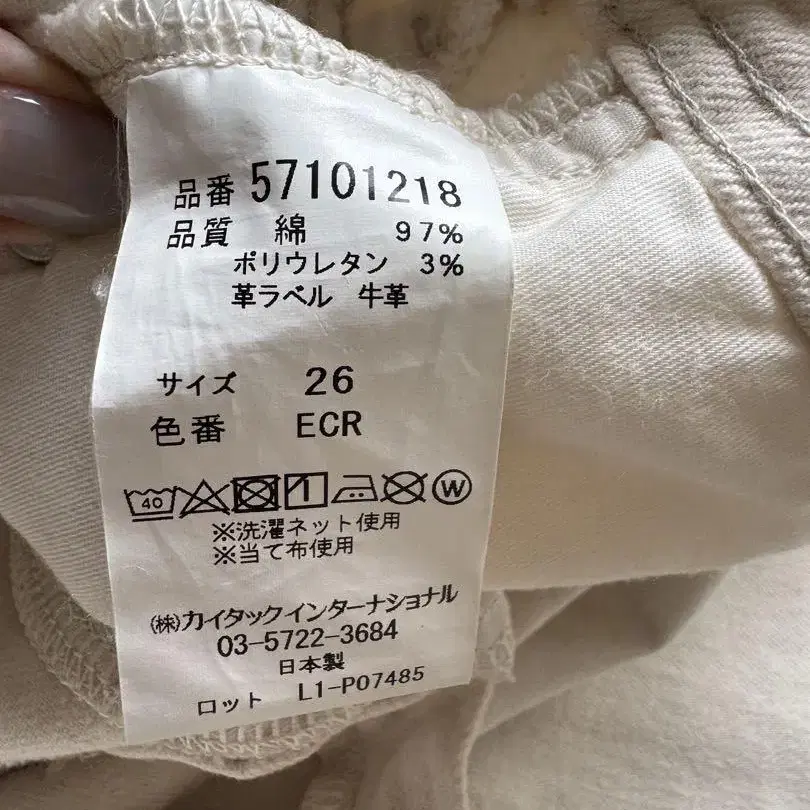 品番 57101218
品質 綿 97%
ポリウレタン 3%
革ラベル 牛革
サイズ 26
色番 ECR
40 W
※洗濯ネット使用
※当て布使用
(株)カイタックインターナショナル
03-5722-3684
日本製
ロット L1-P07485